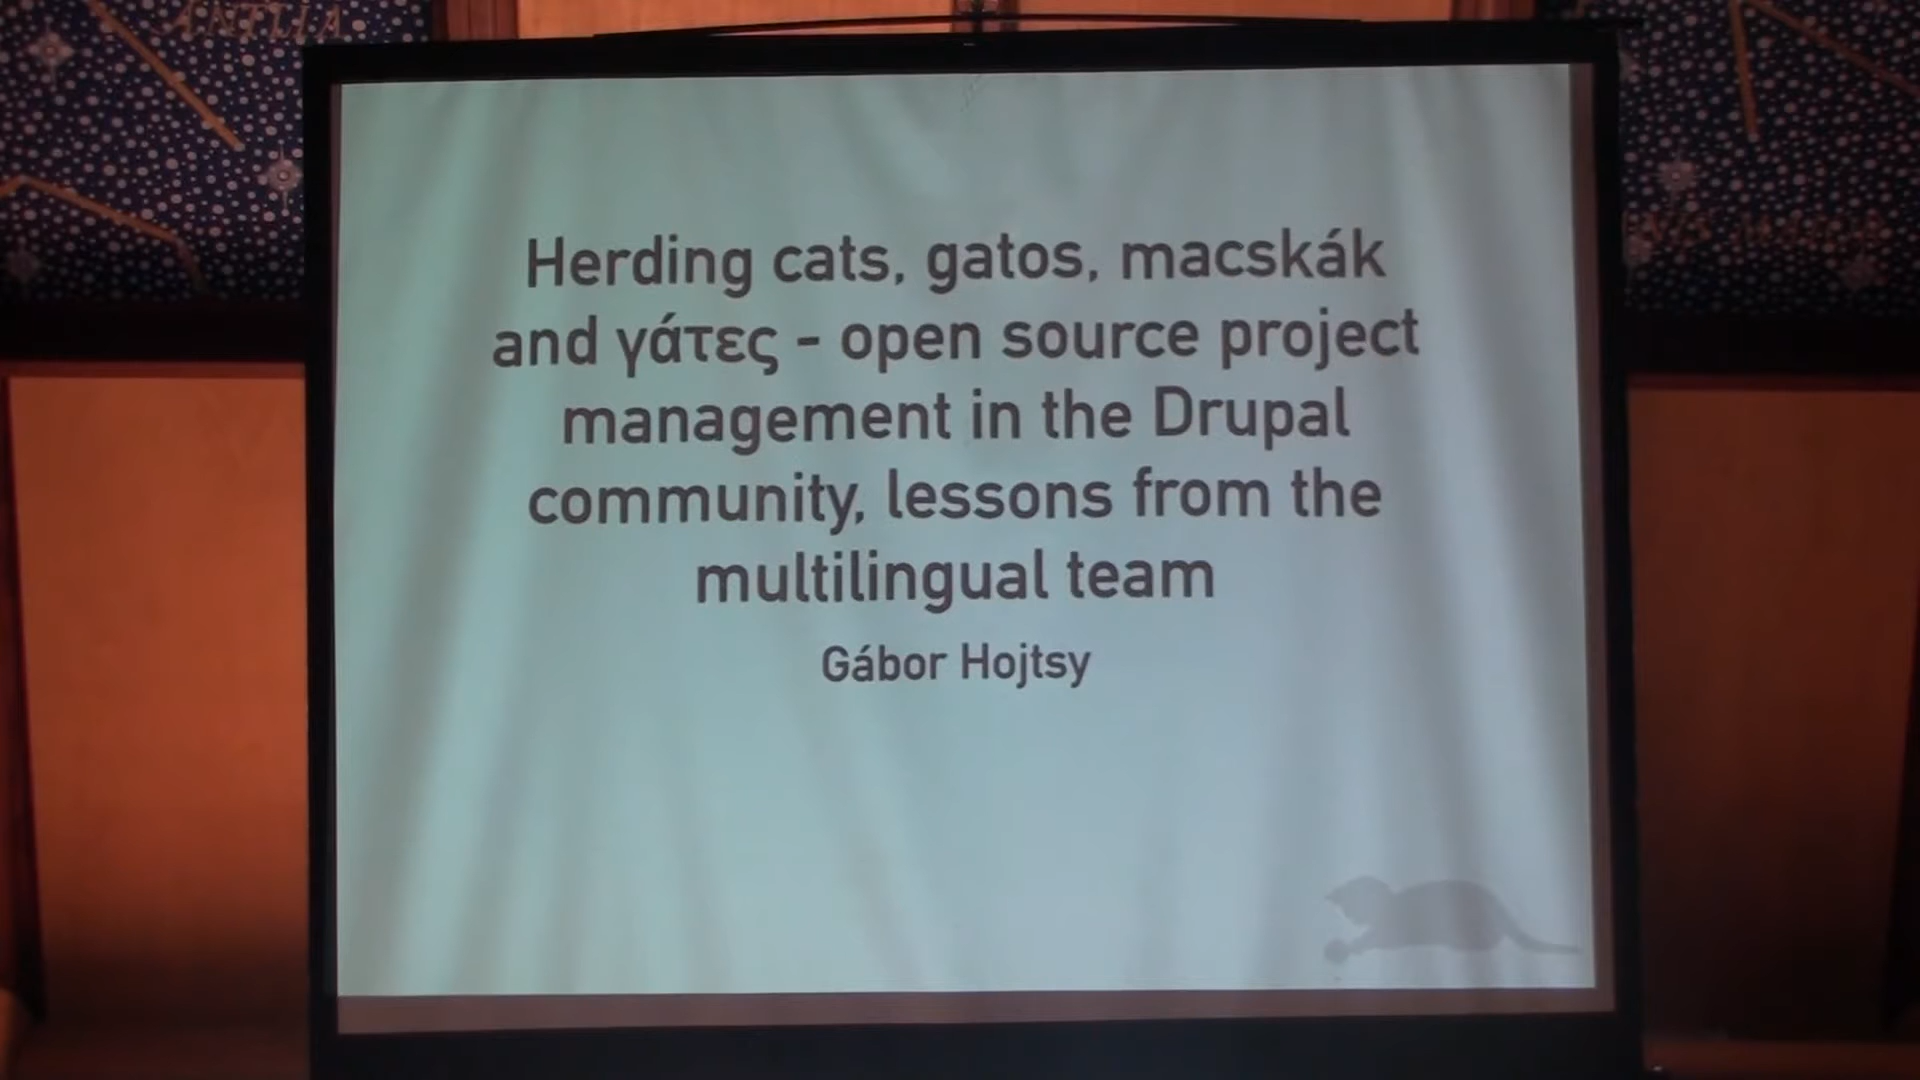 ANTLIA
Herding cats, gatos, macskák
and γάτες - open source project
management in the Drupal
community, lessons from the
multilingual team
Gábor Hojtsy